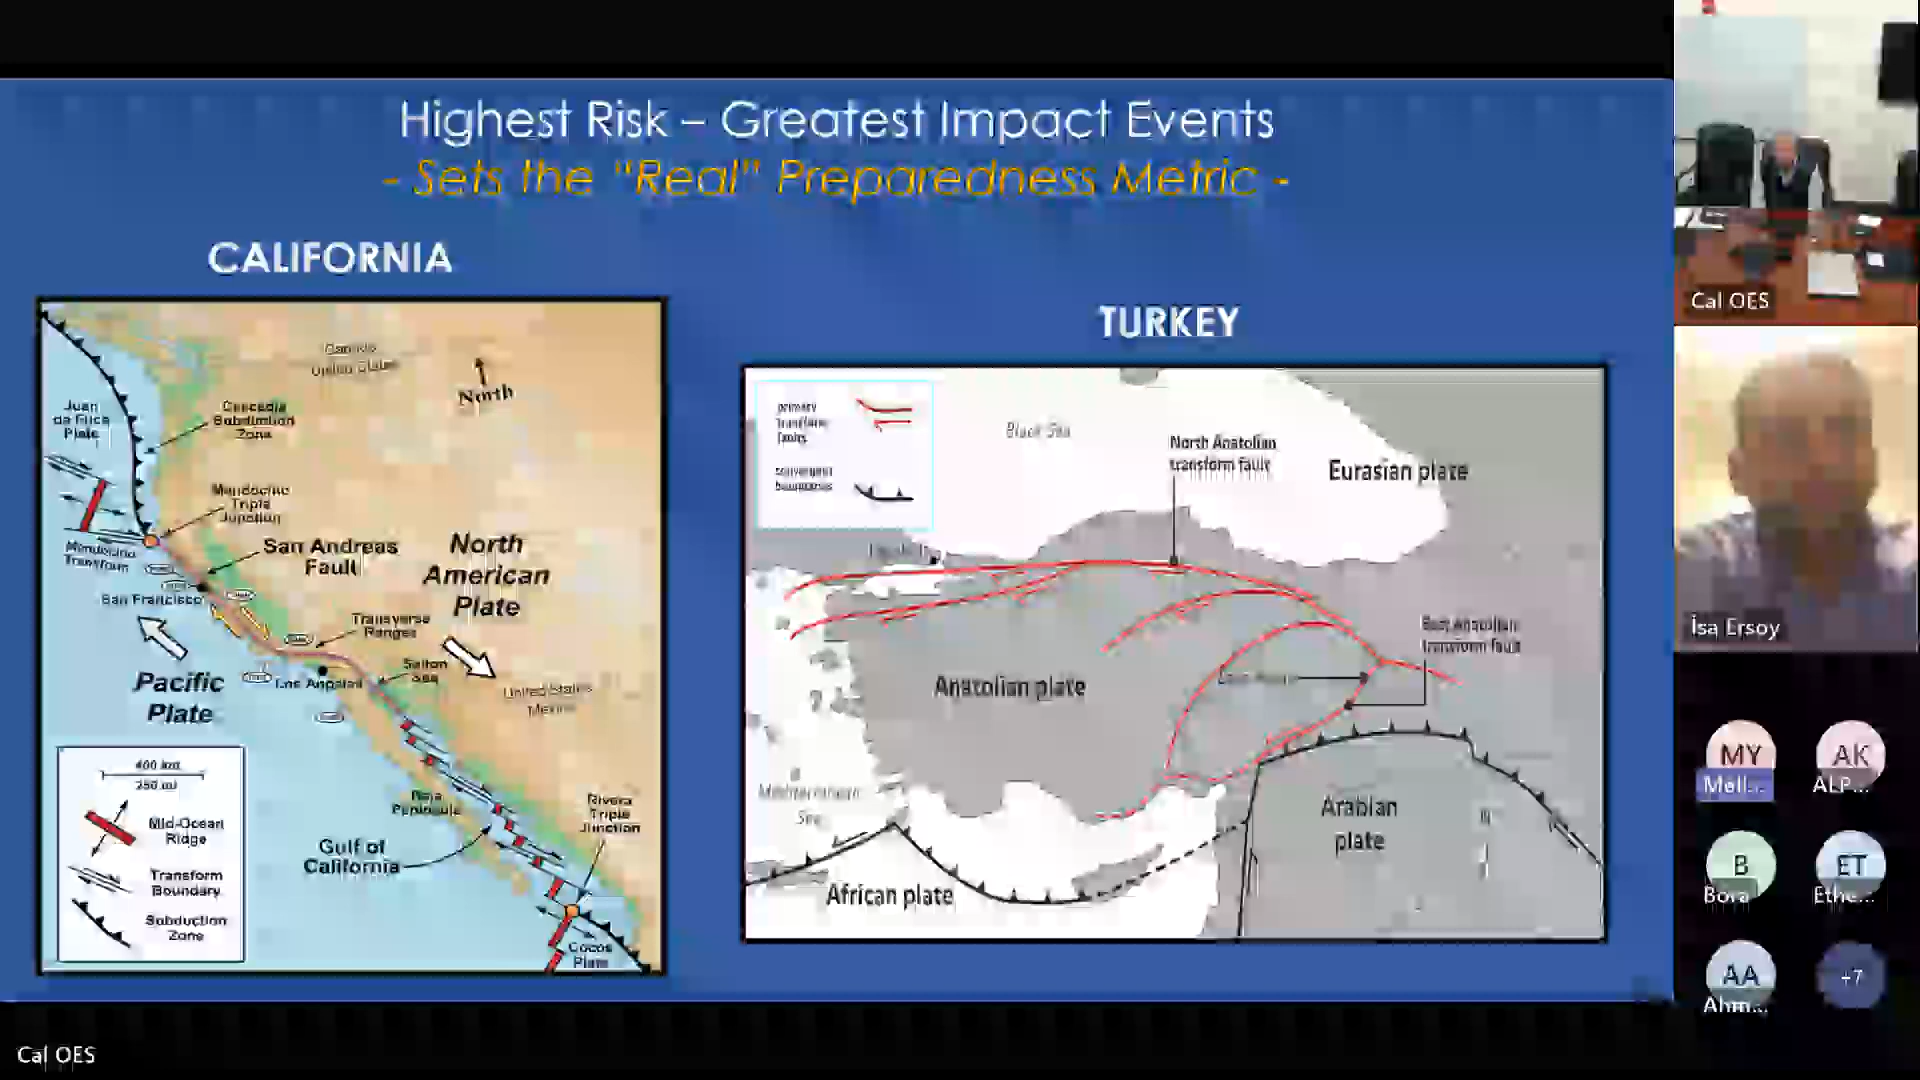 Highest Risk – Greatest Impact Events
- Sets the "Real" Preparedness Metric -
CALIFORNIA
Canada
United States
North
Juan
de Fuca
Plate
Cascadia
Subduction
Zone
Mendocino
Triple
Junction
Mendocino
Transform
San Andreas
Fault
North
American
Plate
San Francisco
Transverse
Ranges
Pacific
Plate
Los Angeles
Salton
Sea
United States
Mexico
400 km
250 mi
Mid-Ocean
Ridge
Transform
Boundary
Subduction
Zone
Baja
Peninsula
Gulf of
California
Rivera
Triple
Junction
Cocos
Plate
TURKEY
primary
transform
faults
convergent
boundaries
Black Sea
North Anatolian
transform fault
Eurasian plate
East Anatolian
transform fault
Anatolian plate
Mediterranean
Sea
African plate
Arabian
plate
Cal OES
İsa Ersoy
MY
Mell...
AK
ALP...
B
Bora
ET
Ethe...
AA
Ahm...
+7
Cal OES